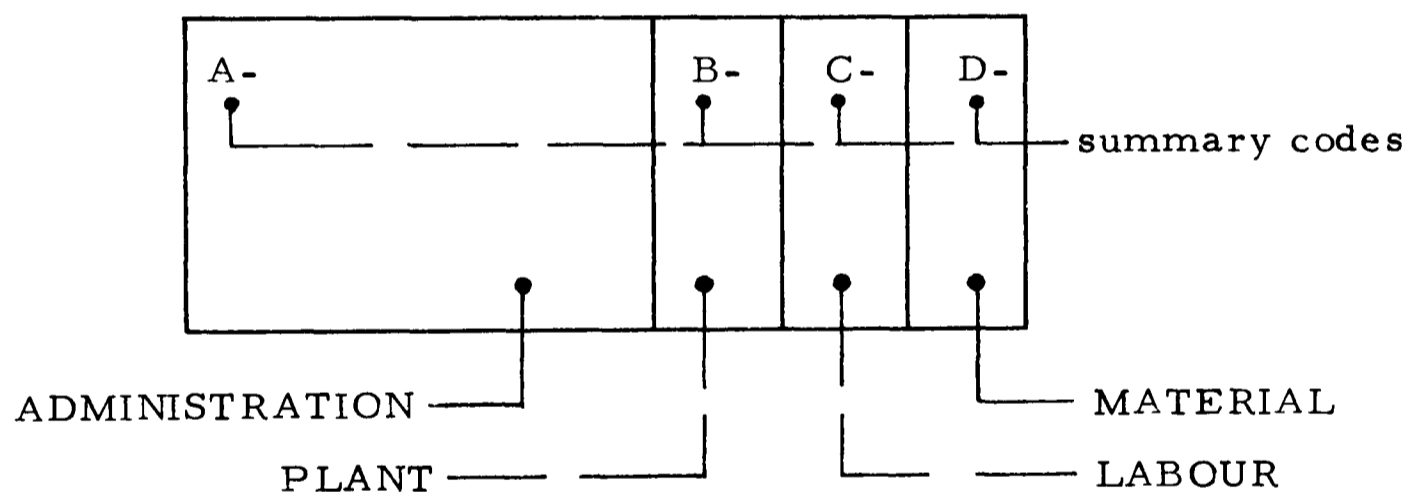 A- B- C- D-
summary codes
ADMINISTRATION MATERIAL
PLANT LABOUR